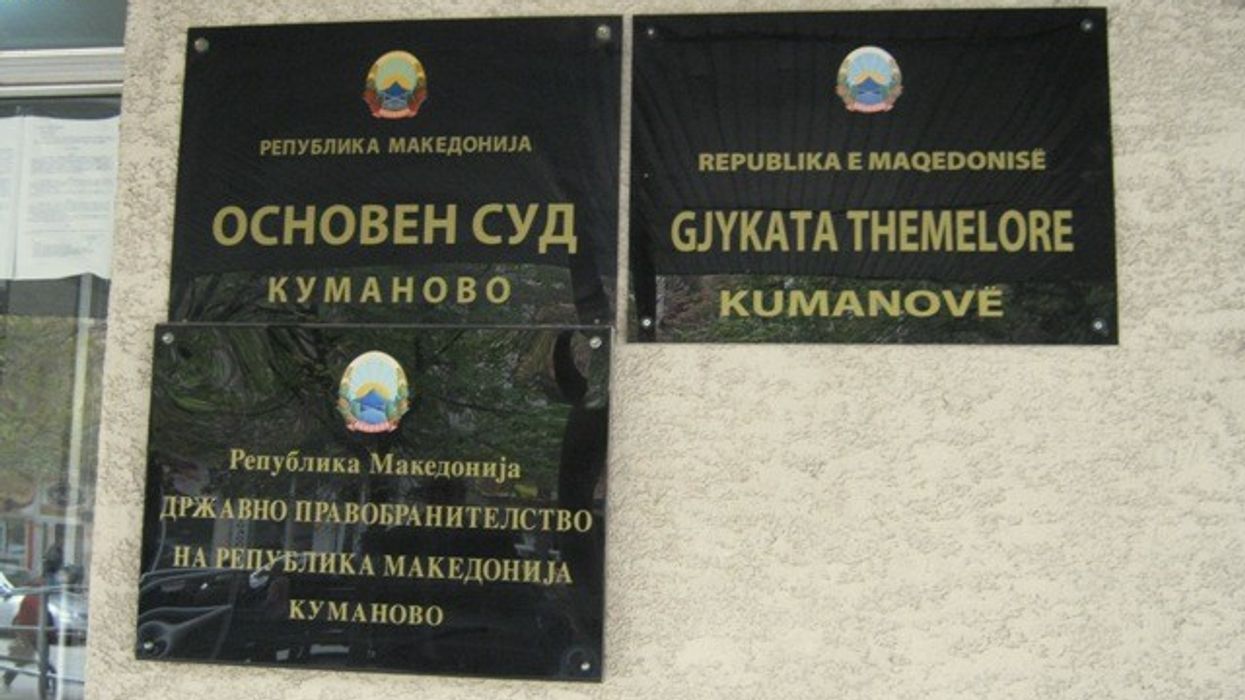 РЕПУБЛИКА МАКЕДОНИЈА
ОСНОВЕН СУД
КУМАНОВО
REPUBLIKA E MAQEDONISË
GJYKATA THEMELORE
KUMANOVË
Република Македонија
ДРЖАВНО ПРАВОБРАНИТЕЛСТВО
НА РЕПУБЛИКА МАКЕДОНИЈА
КУМАНОВО